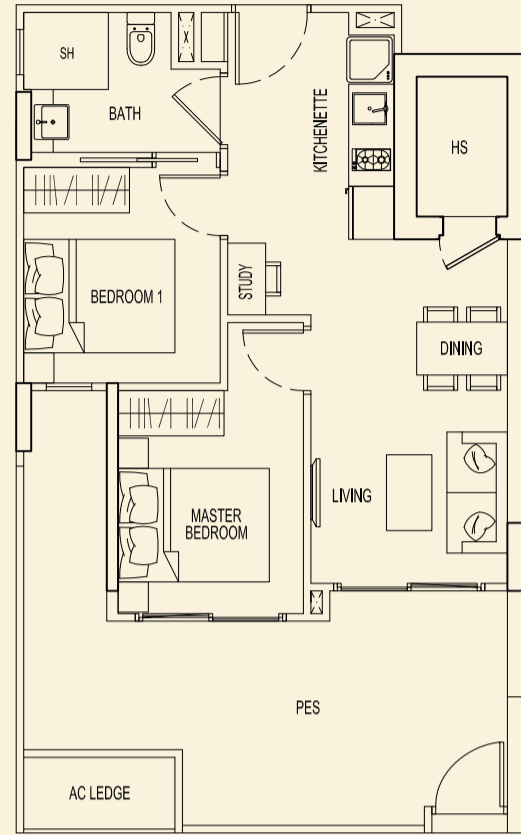 SH
BATH
KITCHENETTE
HS
BEDROOM 1
STUDY
DINING
MASTER
BEDROOM
LIVING
PES
AC LEDGE